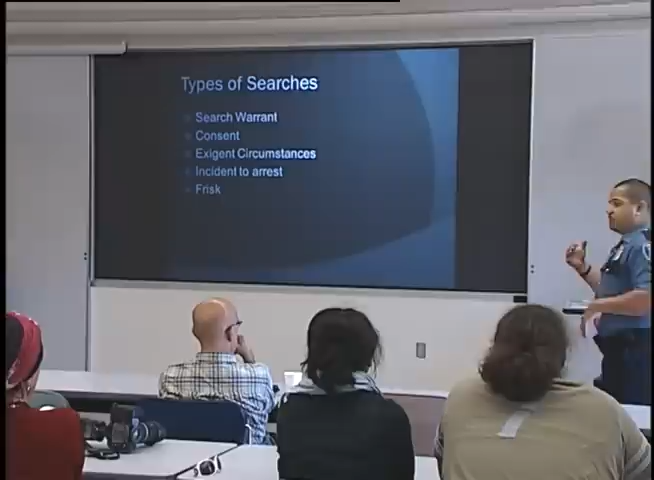 Types of Searches
Search Warrant
Consent
Exigent Circumstances
Incident to arrest
Frisk